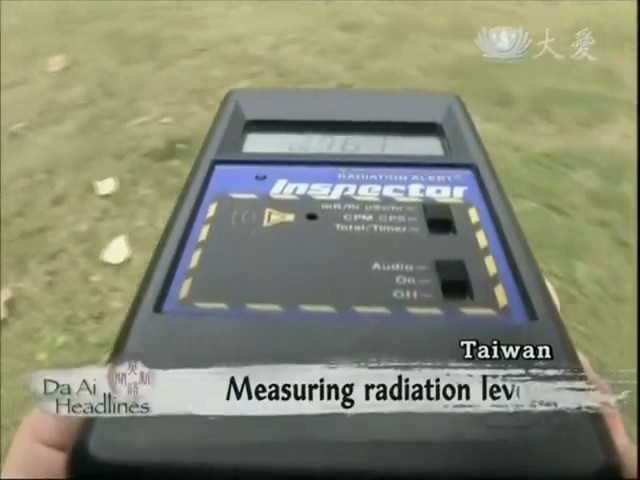 大愛
RADIATION ALERT®
Inspector
mR/hr µSv/hr
CPM CPS
Total/Timer
Audio
On
Off
Taiwan
Da Ai
Headlines
Measuring radiation lev